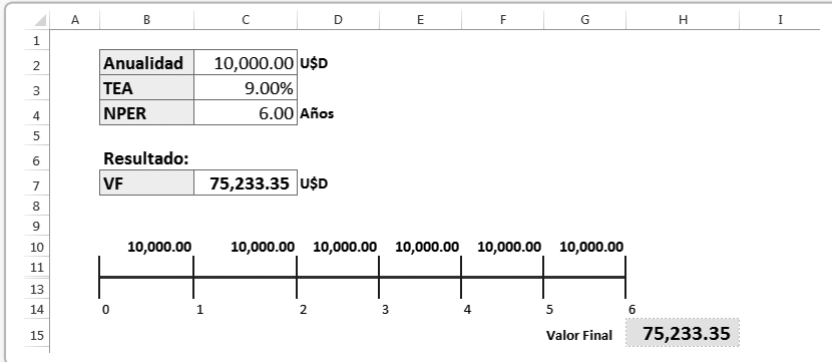 A B C D E F G H I
1
2 Anualidad 10,000.00 U$D
3 TEA 9.00%
4 NPER 6.00 Años
5
6 Resultado:
7 VF 75,233.35 U$D
8
9
10 10,000.00 10,000.00 10,000.00 10,000.00 10,000.00 10,000.00
11
13
14 0 1 2 3 4 5 6
15 Valor Final 75,233.35